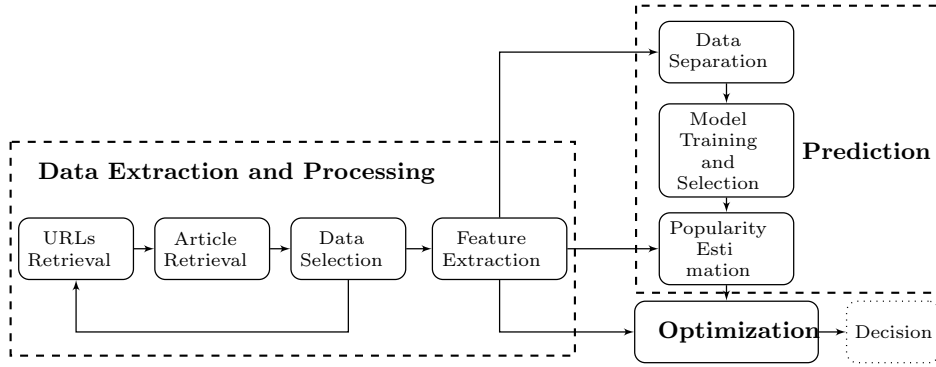 Data
Separation
Model
Training
and
Selection
Prediction
Data Extraction and Processing
URLs
Retrieval
Article
Retrieval
Data
Selection
Feature
Extraction
Popularity
Esti
mation
Optimization
Decision